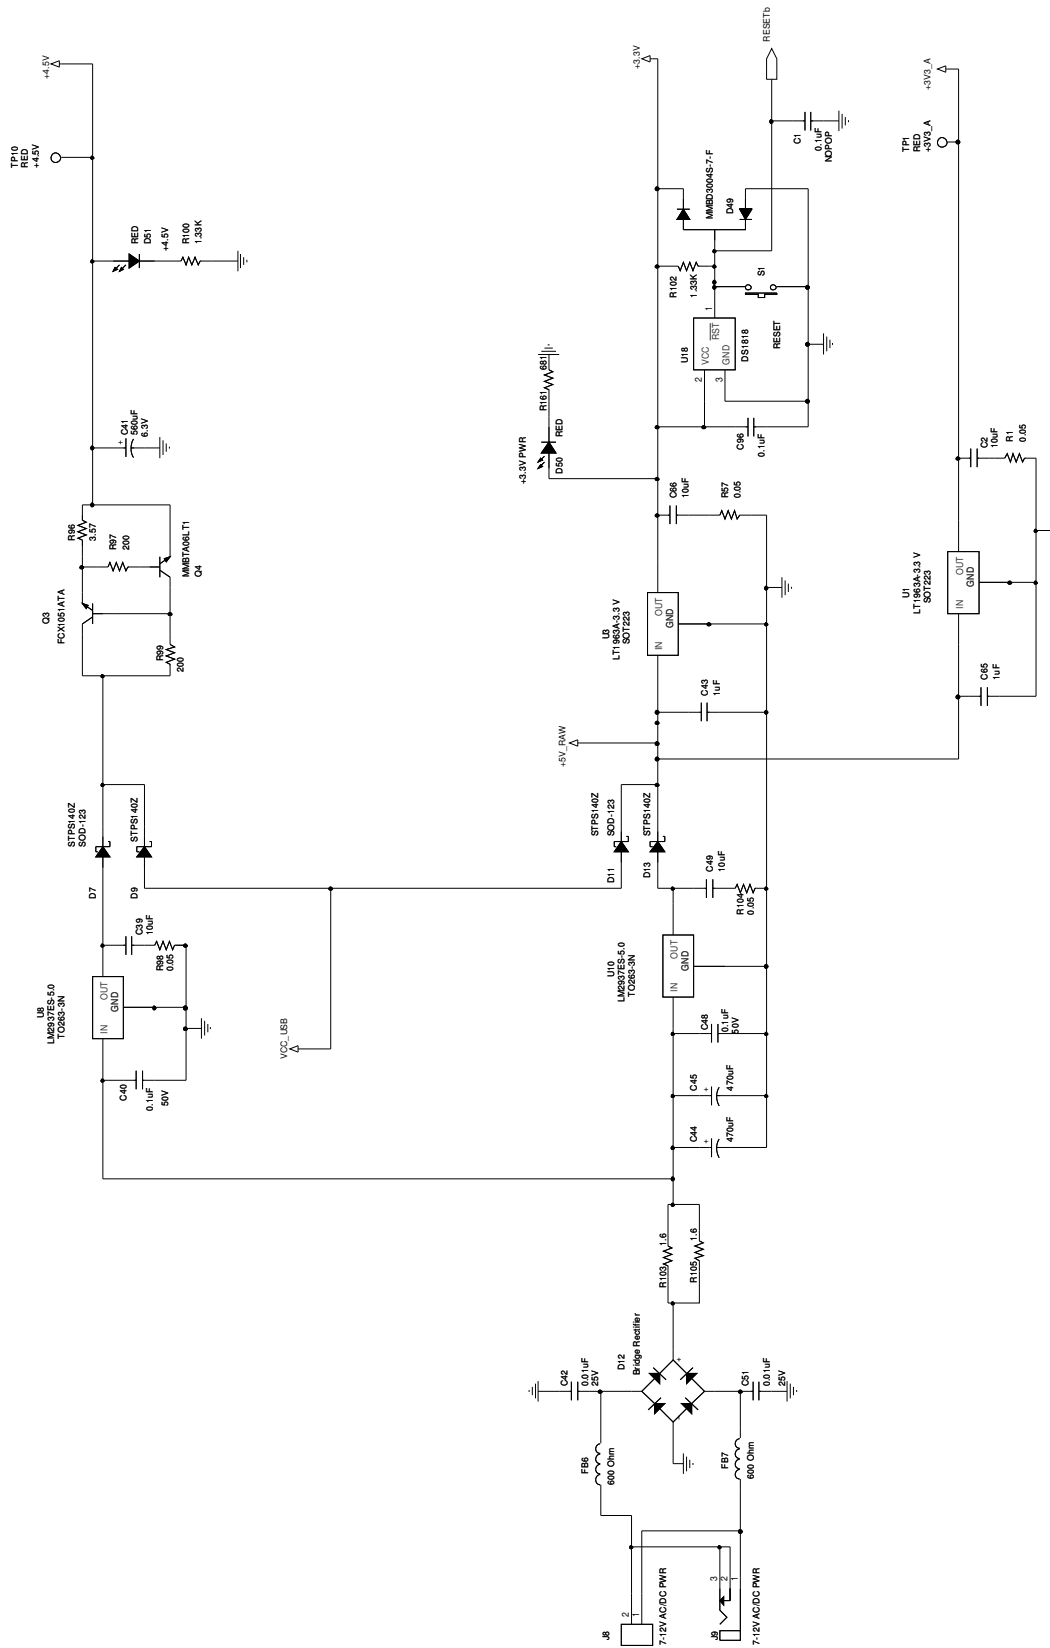 J8
2
1
7-12V AC/DC PWR
J9
3
2
1
7-12V AC/DC PWR
FB6
600 Ohm
FB7
600 Ohm
C42
0.01uF
25V
C51
0.01uF
25V
D12
Bridge Rectifier
+
-
R103
1.6
R105
1.6
C44
+
470uF
C45
+
470uF
C48
0.1uF
50V
U10
LM2937ES-5.0
TO263-3N
IN
OUT
GND
C49
10uF
R104
0.05
D11
STPS140Z
SOD-123
D13
STPS140Z
+5V_RAW
C43
1uF
U3
LT1963A-3.3 V
SOT223
IN
OUT
GND
C66
10uF
R57
0.05
+3.3V PWR
D50
RED
R161
681
C96
0.1uF
U18
VCC
RST
GND
DS1818
2
3
1
RESET
S1
R102
1.33K
MMBD3004S-7-F
D49
C1
0.1uF
NOPOP
+3.3V
RESETb
C65
1uF
U1
LT1963A-3.3 V
SOT223
IN
OUT
GND
C2
10uF
R1
0.05
TP1
RED
+3V3_A
+3V3_A
VCC_USB
C40
0.1uF
50V
U8
LM2937ES-5.0
TO263-3N
IN
OUT
GND
C39
10uF
R98
0.05
D7
STPS140Z
SOD-123
D9
STPS140Z
Q3
FCX1051ATA
R99
200
R96
3.57
R97
200
MMBTA06LT1
Q4
C41
560uF
6.3V
+
RED
D51
+4.5V
R100
1.33K
TP10
RED
+4.5V
+4.5V